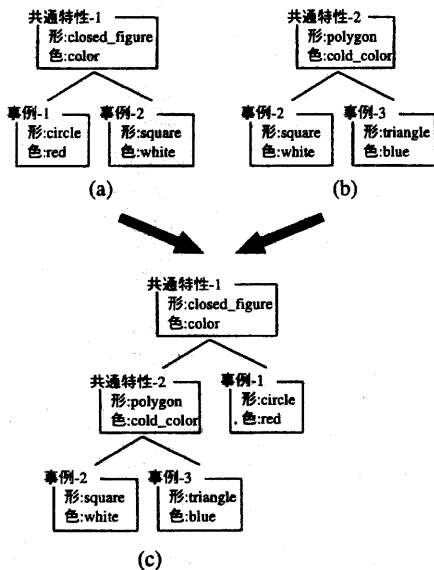 共通特性-1
形:closed_figure
色:color
事例-1
形:circle
色:red
事例-2
形:square
色:white
(a)
共通特性-2
形:polygon
色:cold_color
事例-2
形:square
色:white
事例-3
形:triangle
色:blue
(b)
共通特性-1
形:closed_figure
色:color
共通特性-2
形:polygon
色:cold_color
事例-1
形:circle
色:red
事例-2
形:square
色:white
事例-3
形:triangle
色:blue
(c)